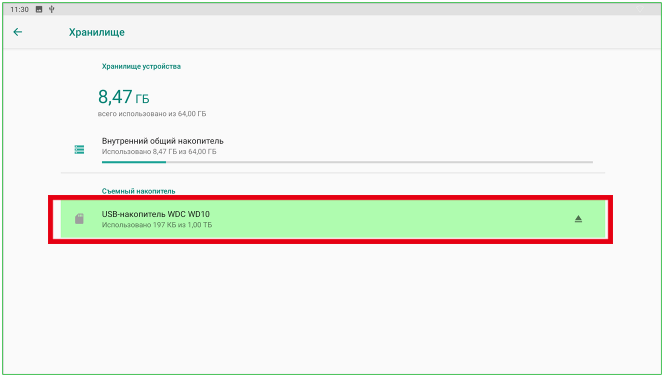 11:30
Хранилище
Хранилище устройства
8,47 ГБ
всего использовано из 64,00 ГБ
Внутренний общий накопитель
Использовано 8,47 ГБ из 64,00 ГБ
Съемный накопитель
USB-накопитель WDC WD10
Использовано 197 КБ из 1,00 ТБ